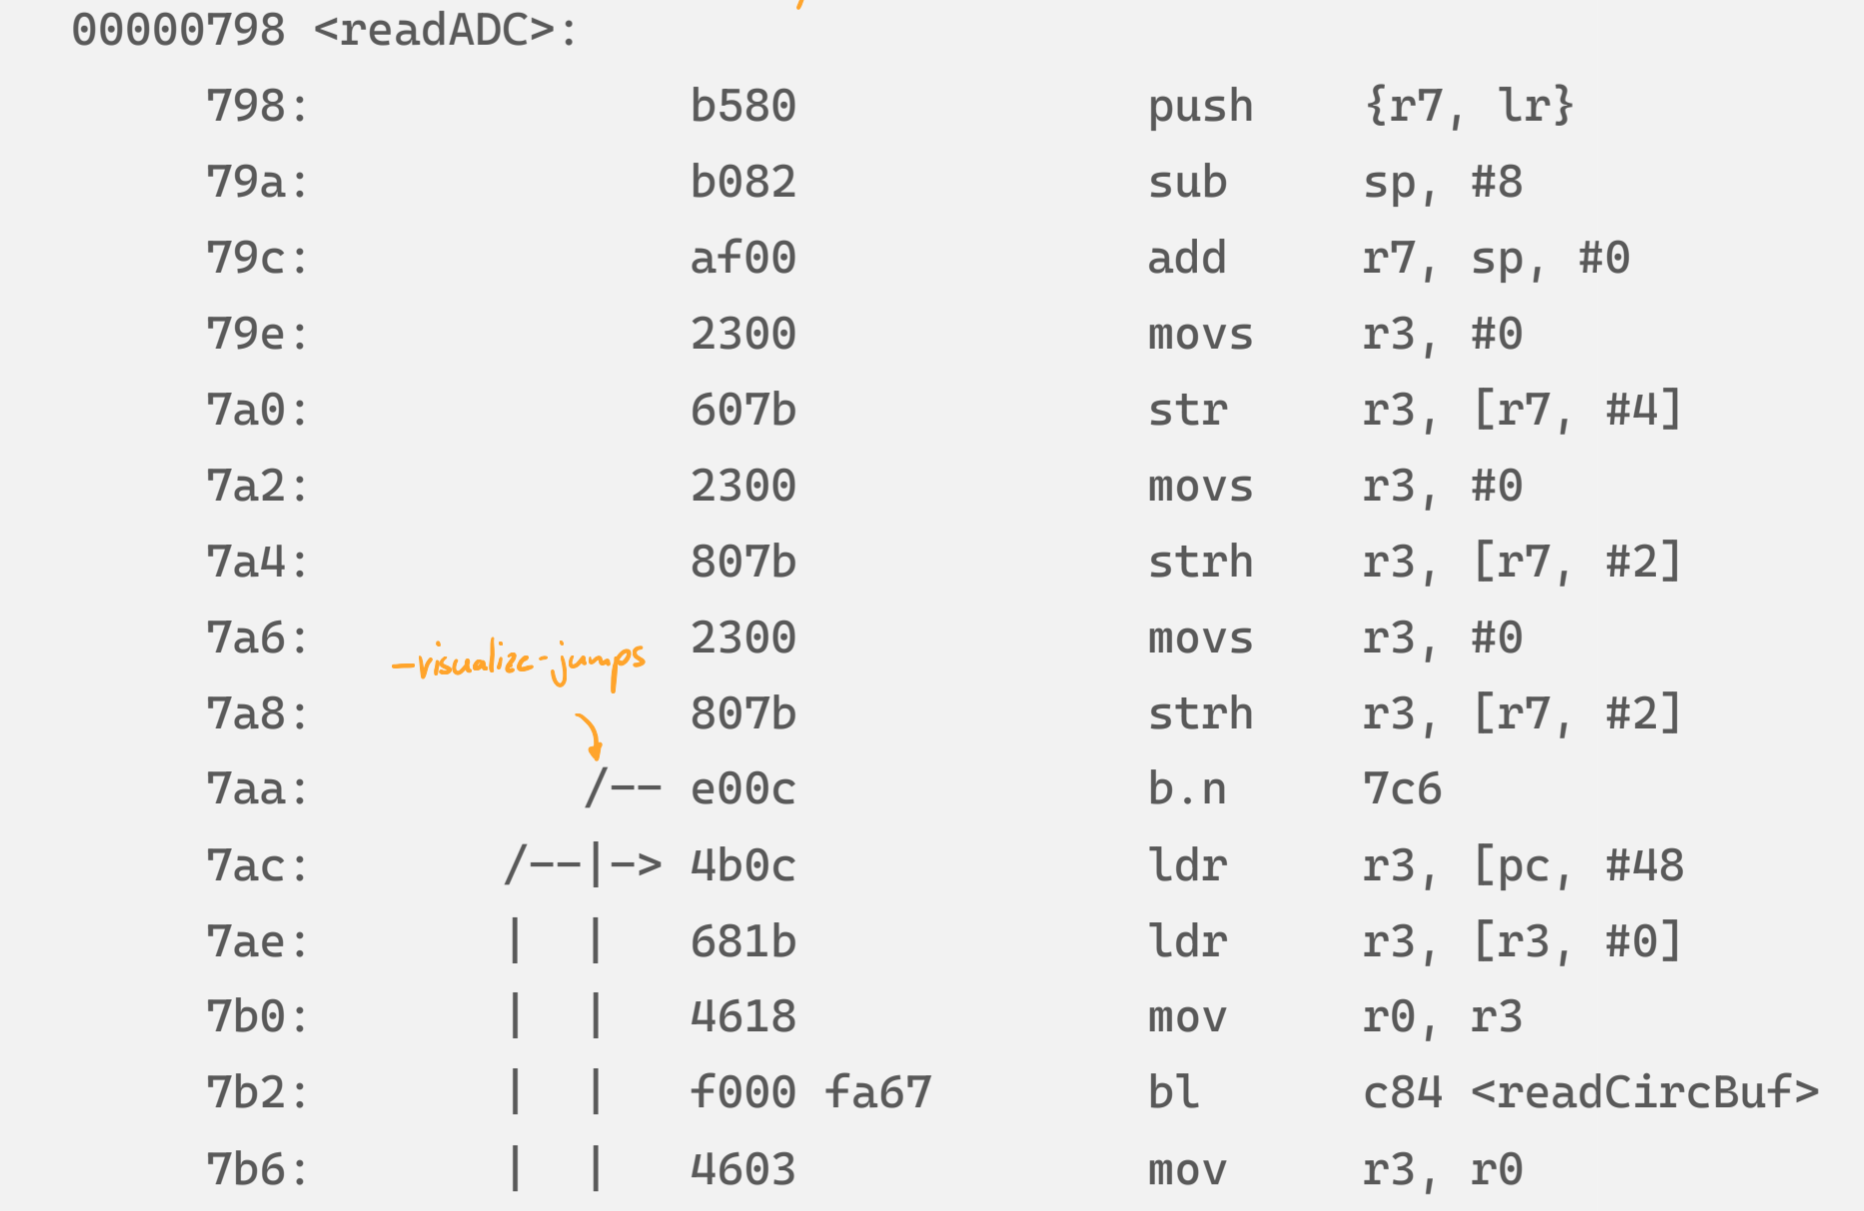 00000798 <readADC>:
798: b580 push {r7, lr}
79a: b082 sub sp, #8
79c: af00 add r7, sp, #0
79e: 2300 movs r3, #0
7a0: 607b str r3, [r7, #4]
7a2: 2300 movs r3, #0
7a4: 807b strh r3, [r7, #2]
7a6: 2300 movs r3, #0
-visualize-jumps
7a8: 807b strh r3, [r7, #2]
7aa: /-- e00c b.n 7c6
7ac: /--|-> 4b0c ldr r3, [pc, #48
7ae: | | 681b ldr r3, [r3, #0]
7b0: | | 4618 mov r0, r3
7b2: | | f000 fa67 bl c84 <readCircBuf>
7b6: | | 4603 mov r3, r0